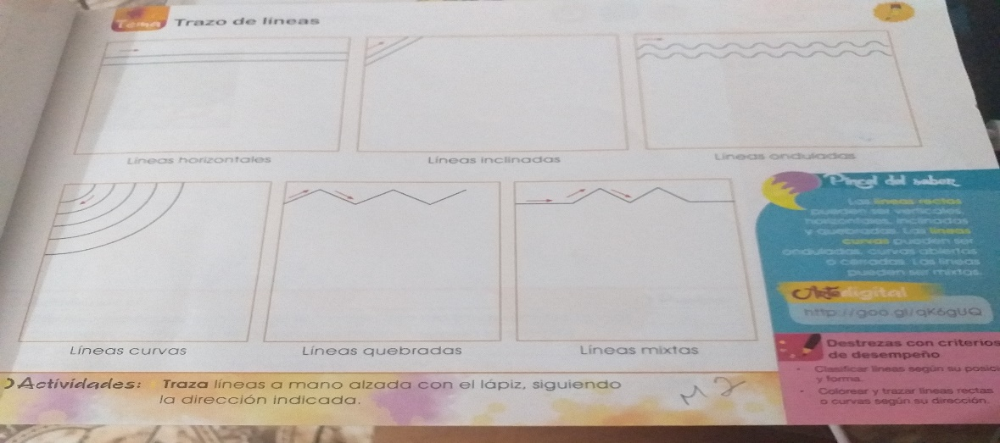 Tema Trazo de líneas
Líneas horizontales
Líneas inclinadas
Líneas onduladas
Líneas curvas
Líneas quebradas
Líneas mixtas
Pincel del saber
Las líneas rectas
pueden ser verticales,
horizontales, inclinadas
y quebradas. Las líneas
curvas pueden ser
onduladas, curvas abiertas
o cerradas. Las líneas
pueden ser mixtas.
Arte digital
http://goo.gl/qK6gUQ
Destrezas con criterios
de desempeño
Clasificar líneas según su posici
y forma.
Colorear y trazar líneas rectas
o curvas según su dirección.
Actividades: Traza líneas a mano alzada con el lápiz, siguiendo
la dirección indicada.
M 2